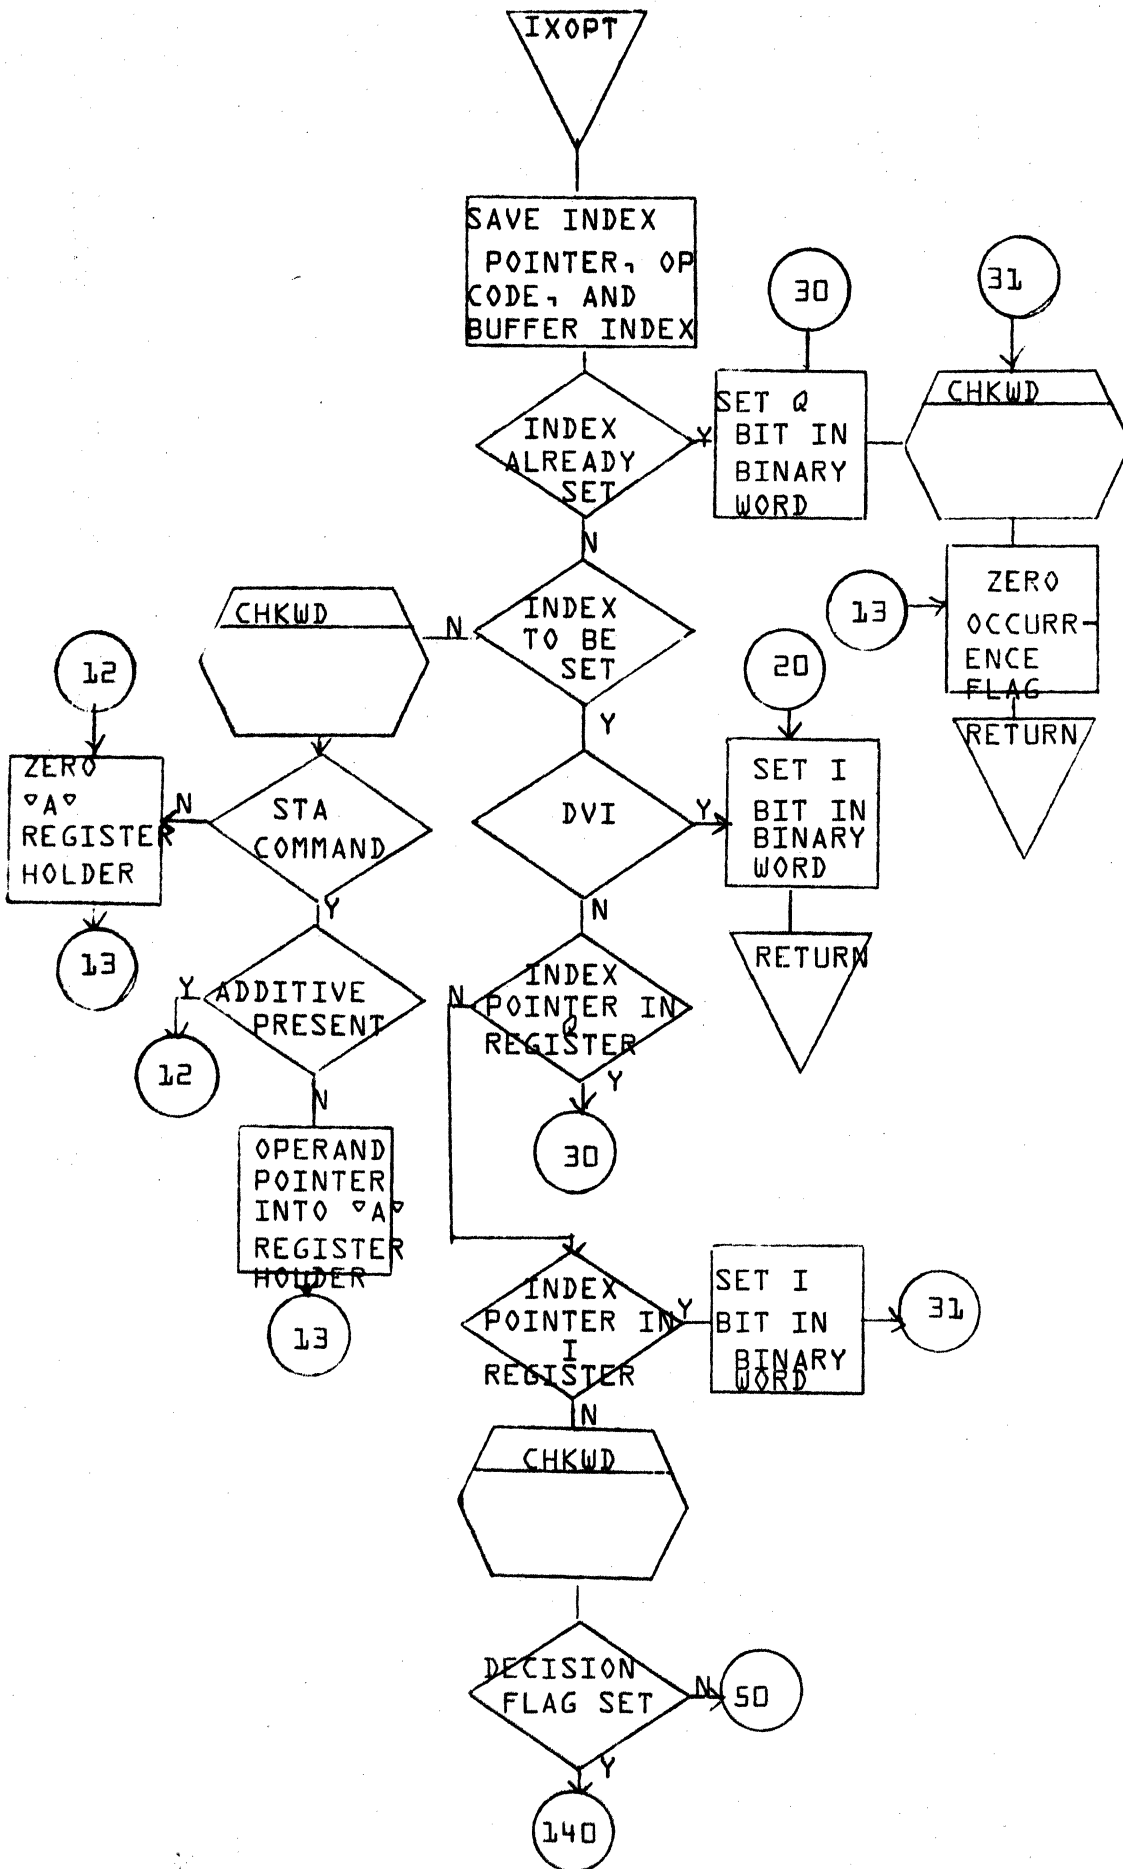 IXOPT
SAVE INDEX
POINTER, OP
CODE, AND
BUFFER INDEX
30
31
INDEX
ALREADY
SET
Y
SET Q
BIT IN
BINARY
WORD
CHKWD
N
INDEX
TO BE
SET
N
CHKWD
13
ZERO
OCCURR-
ENCE
FLAG
RETURN
12
Y
20
ZERO
"A"
REGISTER
HOLDER
N
STA
COMMAND
DVI
Y
SET I
BIT IN
BINARY
WORD
13
Y
N
RETURN
Y
ADDITIVE
PRESENT
N
INDEX
POINTER IN
Q
REGISTER
12
N
Y
30
OPERAND
POINTER
INTO "A"
REGISTER
HOLDER
13
INDEX
POINTER IN
I
REGISTER
Y
SET I
BIT IN
BINARY
WORD
31
N
CHKWD
DECISION
FLAG SET
N
50
Y
140